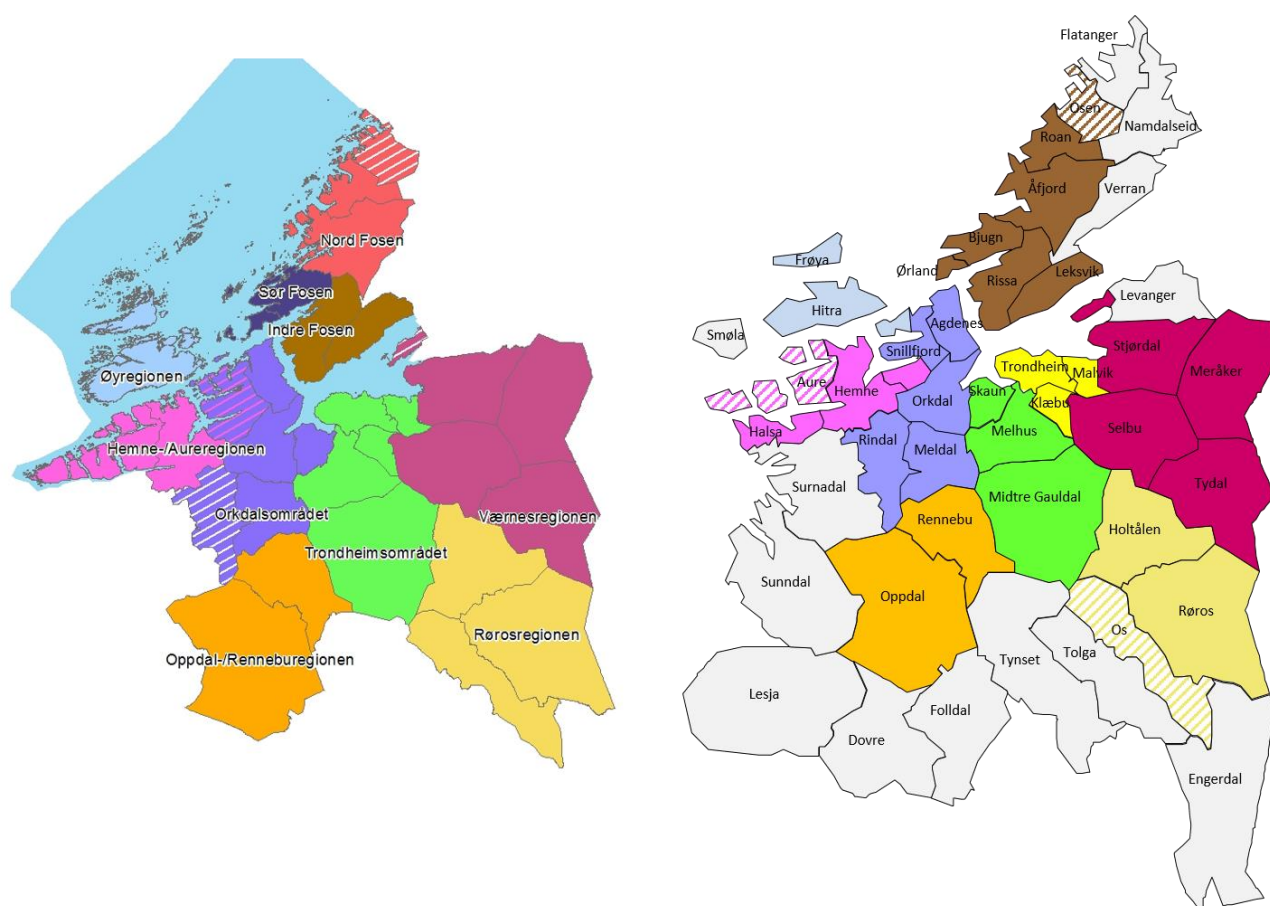 Nord Fosen
Sør Fosen
Indre Fosen
Øyregionen
Hemne-/Aureregionen
Orkdalsområdet
Værnesregionen
Trondheimsområdet
Rørosregionen
Oppdal-/Renneburegionen
Flatanger
Osen
Namdalseid
Roan
Åfjord
Verran
Bjugn
Frøya
Ørland
Rissa
Leksvik
Levanger
Hitra
Smøla
Agdenes
Stjørdal
Snillfjord
Trondheim
Malvik
Meråker
Aure
Hemne
Skaun
Klæbu
Orkdal
Halsa
Rindal
Melhus
Selbu
Meldal
Tydal
Surnadal
Midtre Gauldal
Rennebu
Holtålen
Sunndal
Oppdal
Røros
Os
Tolga
Tynset
Lesja
Folldal
Dovre
Engerdal